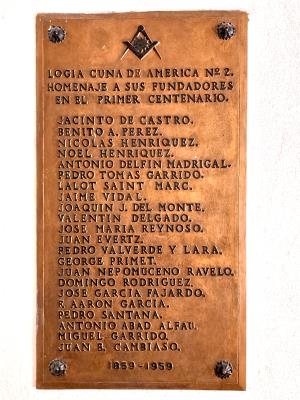 LOGIA CUNA DE AMERICA Nº 2.
HOMENAJE A SUS FUNDADORES
EN EL PRIMER CENTENARIO.
JACINTO DE CASTRO.
BENITO A. PEREZ.
NICOLAS HENRIQUEZ.
NOEL HENRIQUEZ.
ANTONIO DELFIN MADRIGAL.
PEDRO TOMAS GARRIDO.
LALOT SAINT MARC.
JAIME VIDAL.
JOAQUIN J. DEL MONTE.
VALENTIN DELGADO.
JOSE MARIA REYNOSO.
JUAN EVERTZ.
PEDRO VALVERDE Y LARA.
GEORGE PRIMET.
JUAN NEPOMUCENO RAVELO.
DOMINGO RODRIGUEZ.
JOSE GARCIA FAJARDO.
F. AARON GARCIA.
PEDRO SANTANA.
ANTONIO ABAD ALFAU.
MIGUEL GARRIDO.
JUAN B. CAMBIASO.
1859-1959